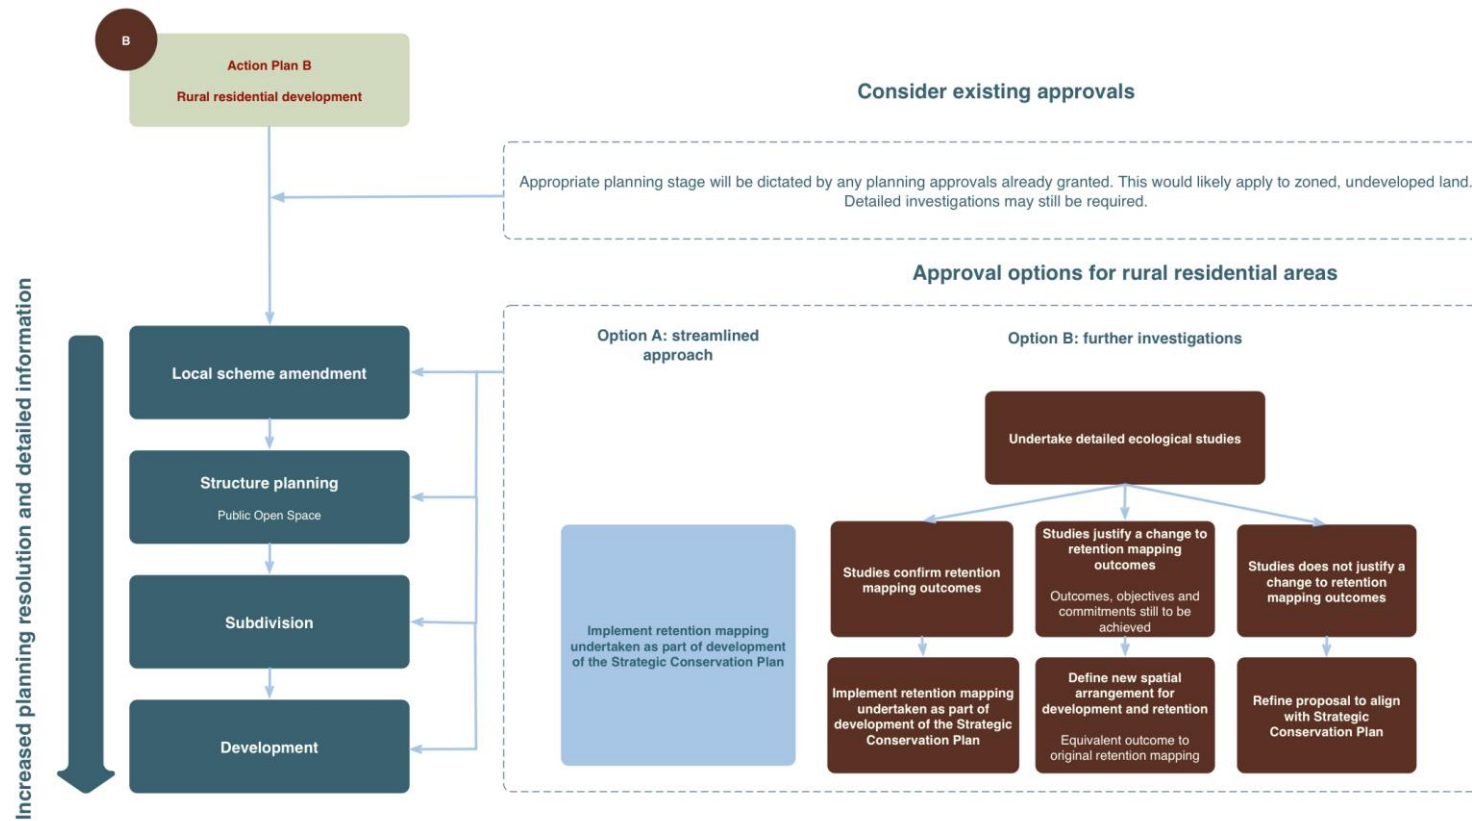 B
Action Plan B
Rural residential development
Consider existing approvals
Appropriate planning stage will be dictated by any planning approvals already granted. This would likely apply to zoned, undeveloped land.
Detailed investigations may still be required.
Approval options for rural residential areas
Increased planning resolution and detailed information
Local scheme amendment
Structure planning
Public Open Space
Subdivision
Development
Option A: streamlined
approach
Implement retention mapping
undertaken as part of development
of the Strategic Conservation Plan
Option B: further investigations
Undertake detailed ecological studies
Studies confirm retention
mapping outcomes
Studies justify a change to
retention mapping
outcomes
Outcomes, objectives and
commitments still to be
achieved
Studies does not justify a
change to retention
mapping outcomes
Implement retention mapping
undertaken as part of
development of the Strategic
Conservation Plan
Define new spatial
arrangement for
development and retention
Equivalent outcome to
original retention mapping
Refine proposal to align
with Strategic
Conservation Plan